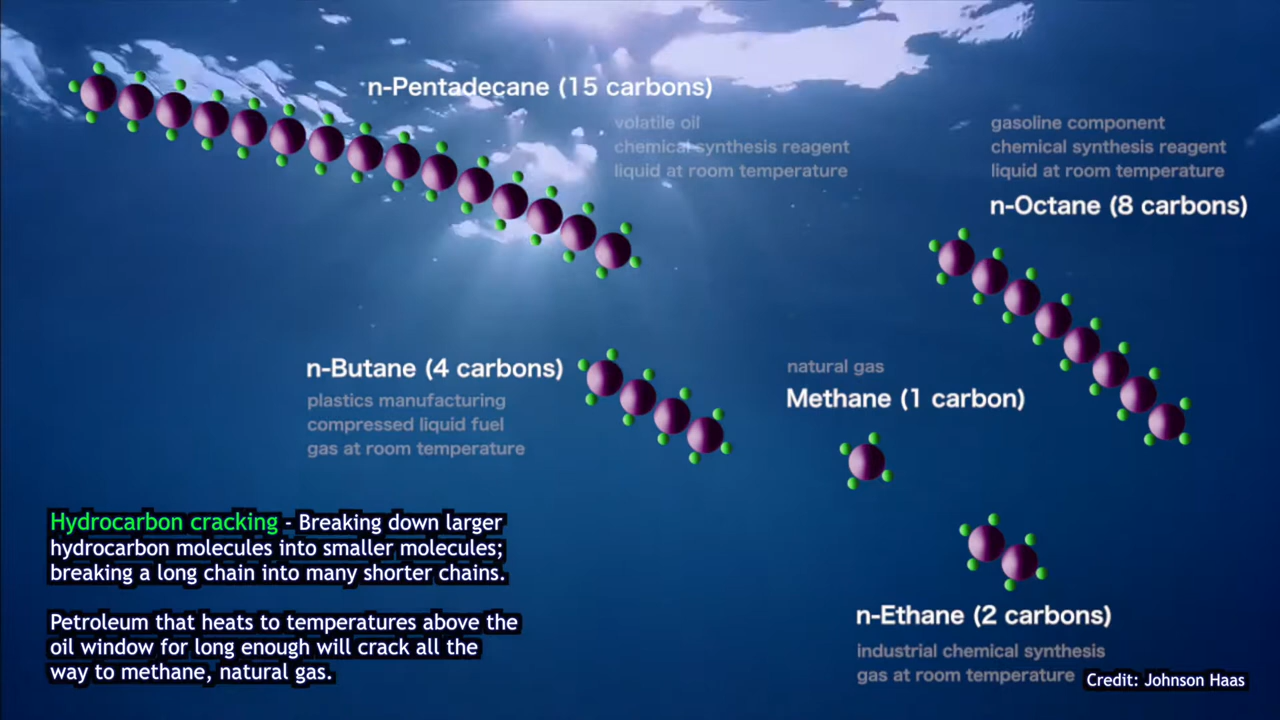 n-Pentadecane (15 carbons)
volatile oil
chemical synthesis reagent
liquid at room temperature
gasoline component
chemical synthesis reagent
liquid at room temperature
n-Octane (8 carbons)
n-Butane (4 carbons)
plastics manufacturing
compressed liquid fuel
gas at room temperature
natural gas
Methane (1 carbon)
Hydrocarbon cracking - Breaking down larger
hydrocarbon molecules into smaller molecules;
breaking a long chain into many shorter chains.
Petroleum that heats to temperatures above the
oil window for long enough will crack all the
way to methane, natural gas.
n-Ethane (2 carbons)
industrial chemical synthesis
gas at room temperature
Credit: Johnson Haas